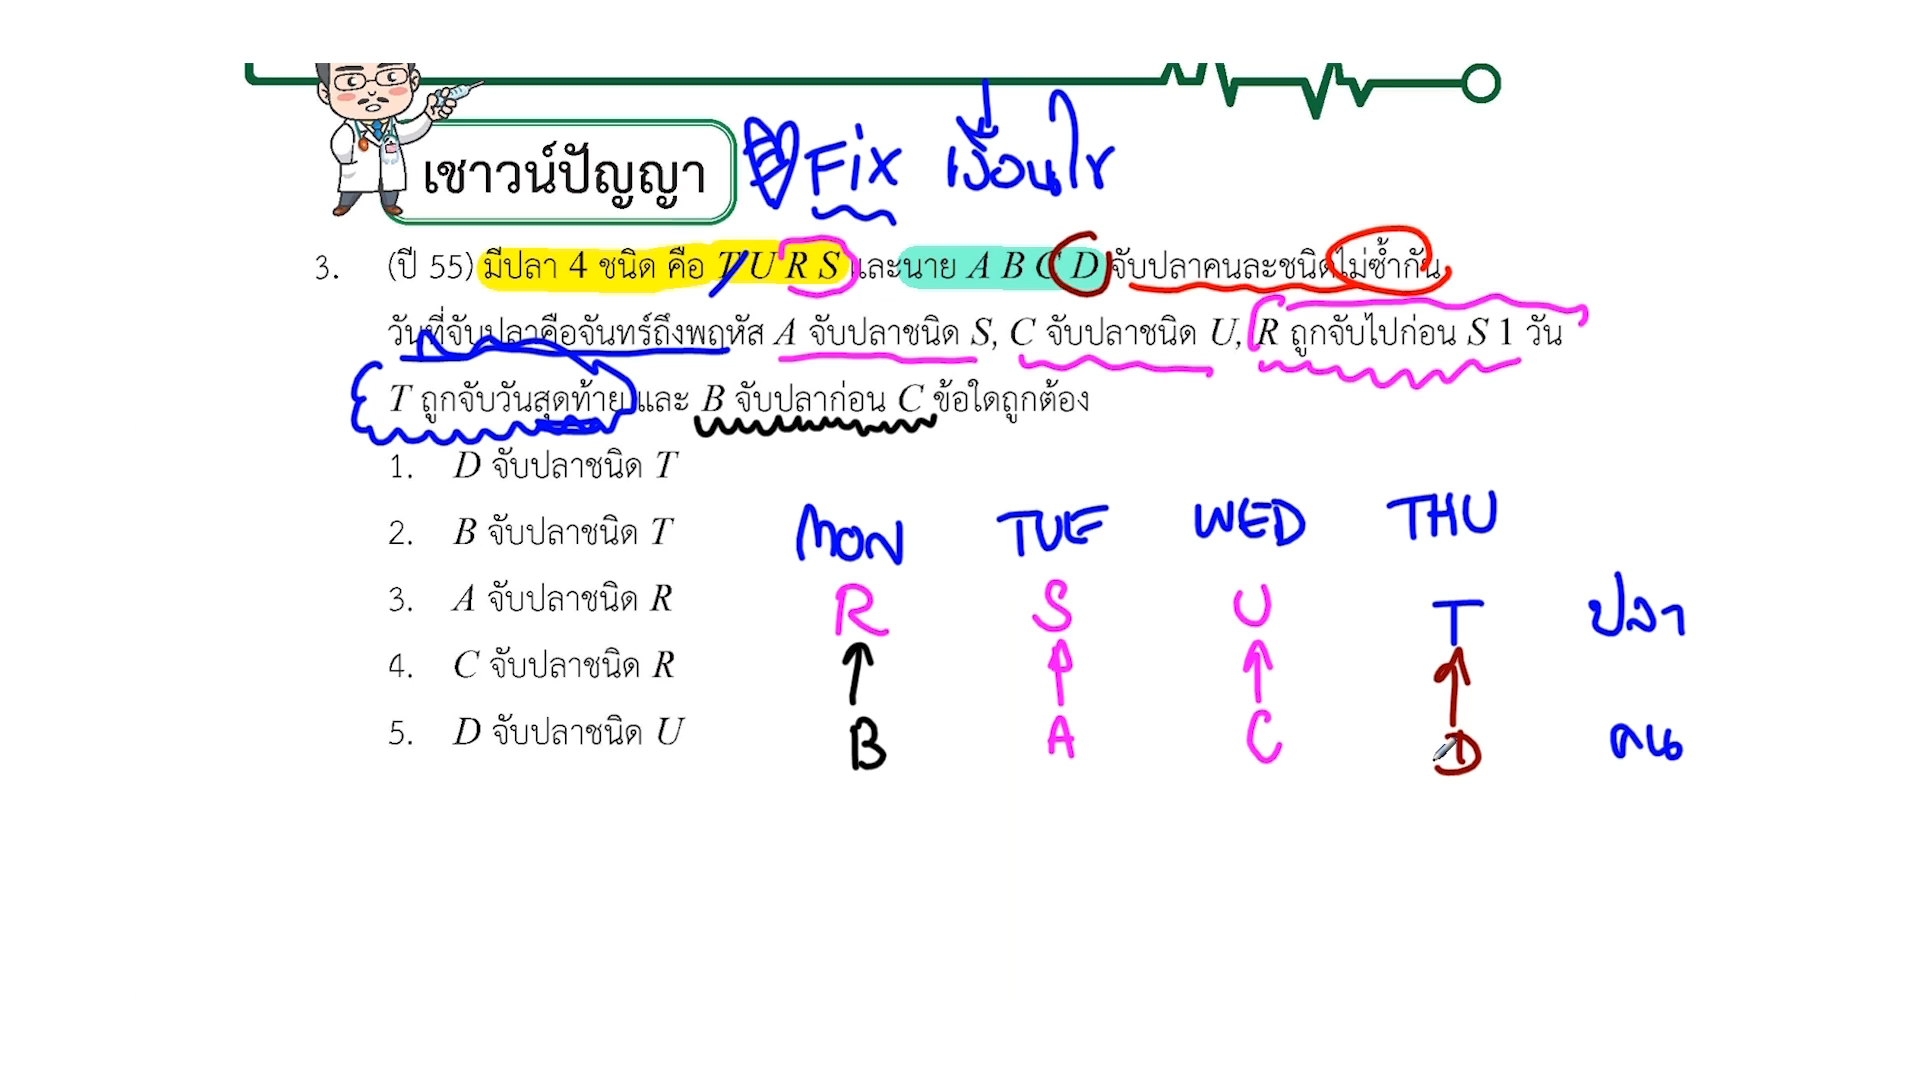 เชาวน์ปัญญา
Fix เงื่อนไข
3. (ปี 55) มีปลา 4 ชนิด คือ T U R S และนาย A B C D จับปลาคนละชนิดไม่ซ้ำกัน
วันที่จับปลาคือจันทร์ถึงพฤหัส A จับปลาชนิด S, C จับปลาชนิด U, R ถูกจับไปก่อน S 1 วัน
T ถูกจับวันสุดท้าย และ B จับปลาก่อน C ข้อใดถูกต้อง
1. D จับปลาชนิด T
2. B จับปลาชนิด T
3. A จับปลาชนิด R
4. C จับปลาชนิด R
5. D จับปลาชนิด U
MON TUE WED THU
R S U T ปลา
B A C D คน